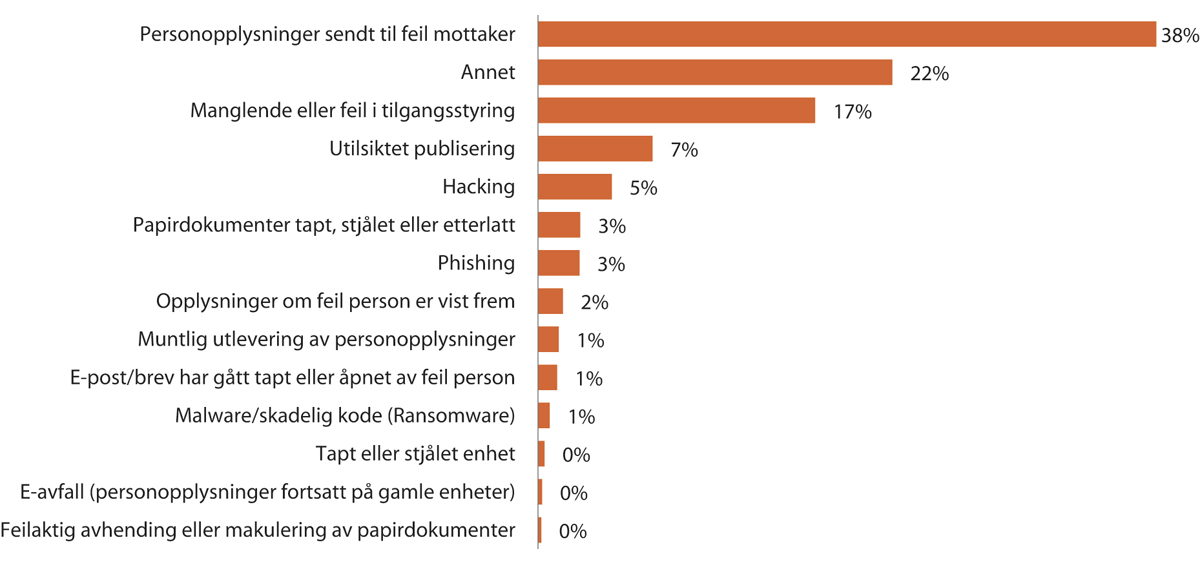 Personopplysninger sendt til feil mottaker 38%
Annet 22%
Manglende eller feil i tilgangsstyring 17%
Utilsiktet publisering 7%
Hacking 5%
Papirdokumenter tapt, stjålet eller etterlatt 3%
Phishing 3%
Opplysninger om feil person er vist frem 2%
Muntlig utlevering av personopplysninger 1%
E-post/brev har gått tapt eller åpnet av feil person 1%
Malware/skadelig kode (Ransomware) 1%
Tapt eller stjålet enhet 0%
E-avfall (personopplysninger fortsatt på gamle enheter) 0%
Feilaktig avhending eller makulering av papirdokumenter 0%